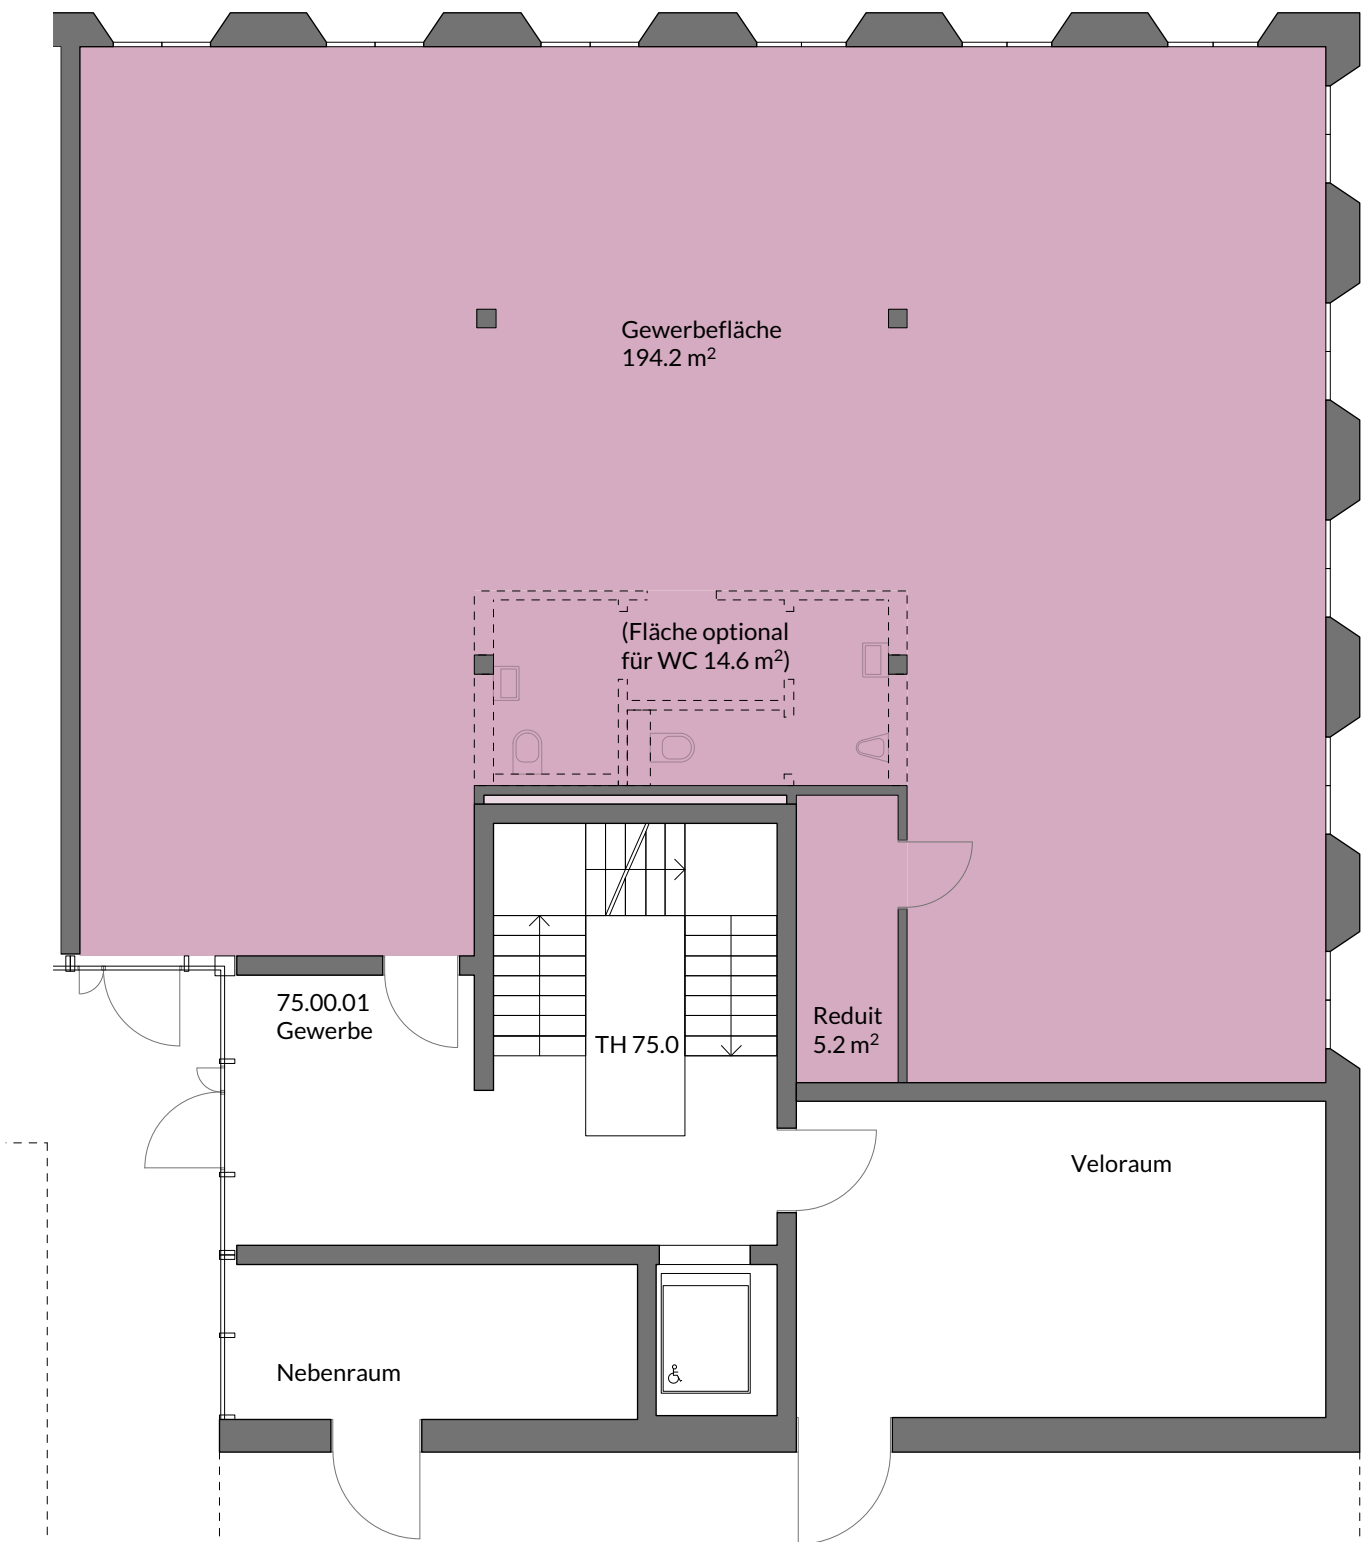 Gewerbefläche
194.2 m²
(Fläche optional
für WC 14.6 m²)
75.00.01
Gewerbe
TH 75.0
Reduit
5.2 m²
Veloraum
Nebenraum